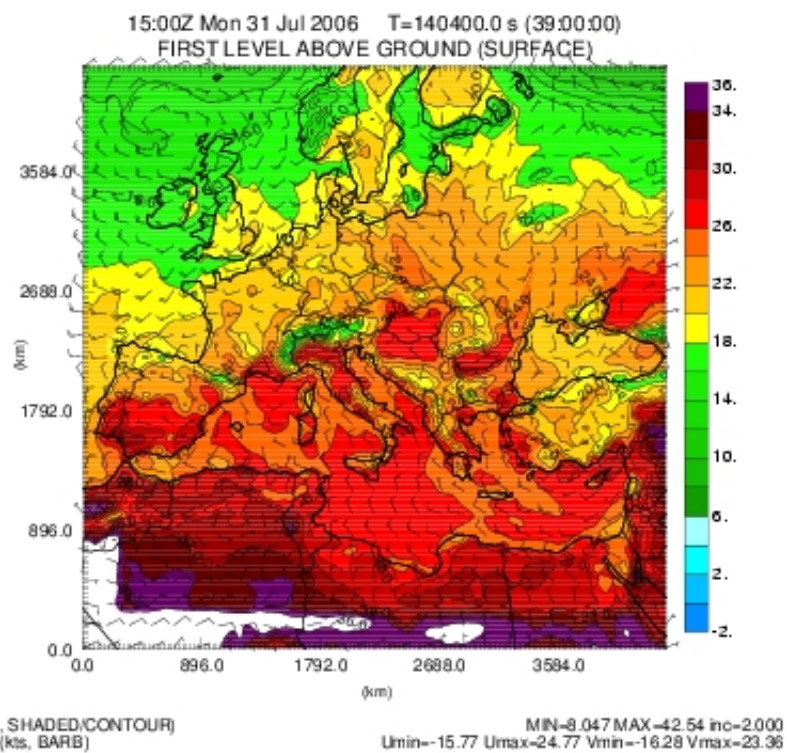 15:00Z Mon 31 Jul 2006 T=140400.0 s (39:00:00)
FIRST LEVEL ABOVE GROUND (SURFACE)
36.
34.
30.
26.
22.
18.
14.
10.
6.
2.
-2.
3584.0
2688.0
(km)
1792.0
896.0
0.0
0.0 896.0 1792.0 2688.0 3584.0
(km)
, SHADED/CONTOUR) MIN=8.047 MAX=42.54 inc=2.000
(kts, BARB) Umin=-15.77 Umax=24.77 Vmin=-16.28 Vmax=23.36